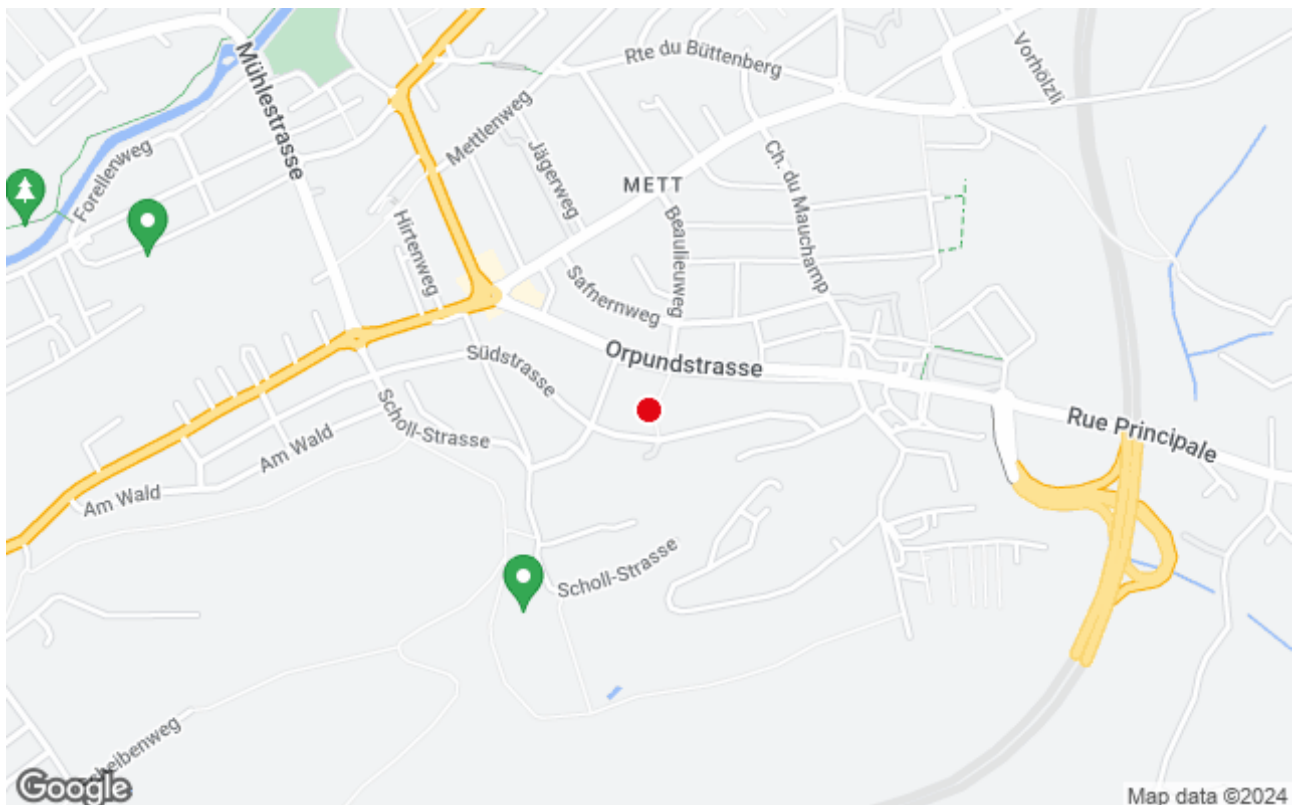 Rte du Büttenberg
Vorhölzli
Mühlestrasse
Mettlenweg
Forellenweg
Jägerweg
METT
Ch. du Mauchamp
Hirtenweg
Beaulieuweg
Safnernweg
Orpundstrasse
Südstrasse
Scholl-Strasse
Rue Principale
Am Wald
Am Wald
Scholl-Strasse
cheibenweg
Google
Map data ©2024